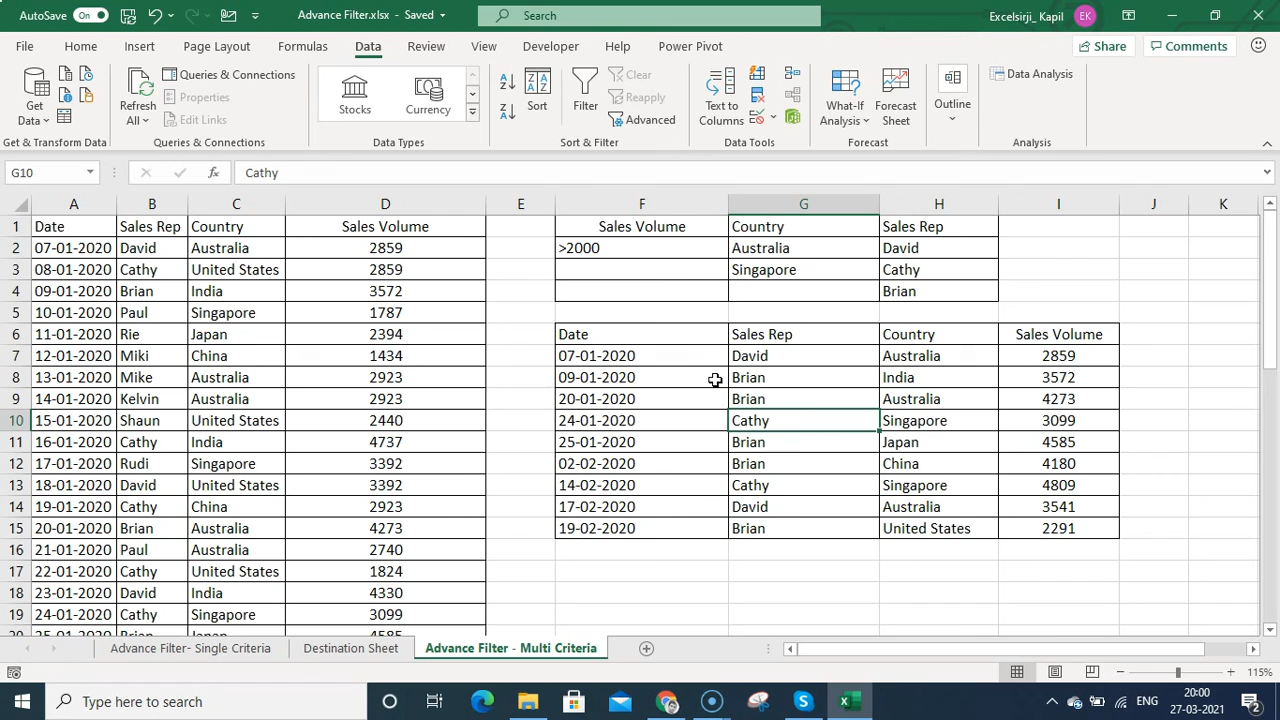 AutoSave On Advance Filter.xlsx - Saved Search Excelsirji_ Kapil EK
File Home Insert Page Layout Formulas Data Review View Developer Help Power Pivot Share Comments
Get Data Refresh All Queries & Connections Properties Edit Links Stocks Currency Sort Filter Clear Reapply Advanced Text to Columns What-If Analysis Forecast Sheet Outline Data Analysis
Get & Transform Data Queries & Connections Data Types Sort & Filter Data Tools Forecast Analysis
G10 fx Cathy
A B C D E F G H I J K
1 Date Sales Rep Country Sales Volume Sales Volume Country Sales Rep
2 07-01-2020 David Australia 2859 >2000 Australia David
3 08-01-2020 Cathy United States 2859 Singapore Cathy
4 09-01-2020 Brian India 3572 Brian
5 10-01-2020 Paul Singapore 1787
6 11-01-2020 Rie Japan 2394 Date Sales Rep Country Sales Volume
7 12-01-2020 Miki China 1434 07-01-2020 David Australia 2859
8 13-01-2020 Mike Australia 2923 09-01-2020 Brian India 3572
9 14-01-2020 Kelvin Australia 2923 20-01-2020 Brian Australia 4273
10 15-01-2020 Shaun United States 2440 24-01-2020 Cathy Singapore 3099
11 16-01-2020 Cathy India 4737 25-01-2020 Brian Japan 4585
12 17-01-2020 Rudi Singapore 3392 02-02-2020 Brian China 4180
13 18-01-2020 David United States 3392 14-02-2020 Cathy Singapore 4809
14 19-01-2020 Cathy China 2923 17-02-2020 David Australia 3541
15 20-01-2020 Brian Australia 4273 19-02-2020 Brian United States 2291
16 21-01-2020 Paul Australia 2740
17 22-01-2020 Cathy United States 1824
18 23-01-2020 David India 4330
19 24-01-2020 Cathy Singapore 3099
20 25-01-2020 Brian Japan 4585
Advance Filter- Single Criteria Destination Sheet Advance Filter - Multi Criteria
115%
Type here to search ENG 20:00
27-03-2021 2